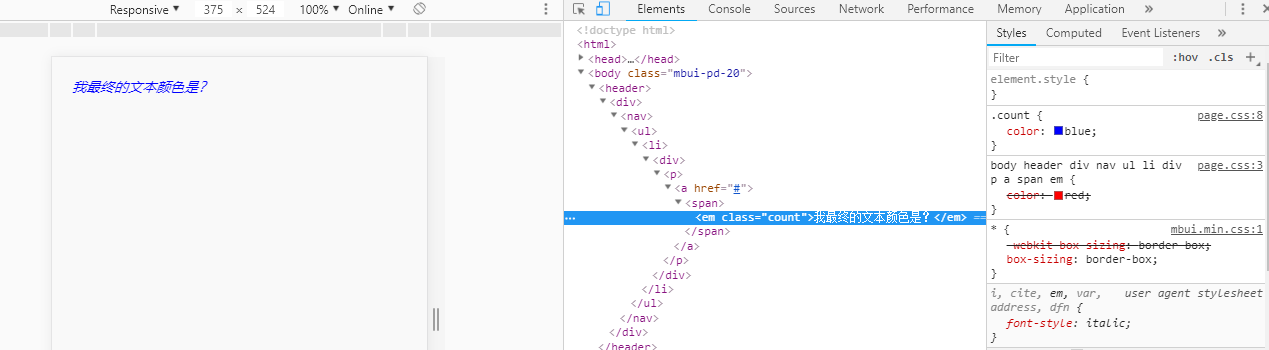 Responsive ▼ 375 × 524 100% ▼ Online ▼
我最终的文本颜色是?
Elements Console Sources Network Performance Memory Application »
<!doctype html>
<html>
<head>…</head>
<body class="mbui-pd-20">
<header>
<div>
<nav>
<ul>
<li>
<div>
<p>
<a href="#">
<span>
… <em class="count">我最终的文本颜色是?</em> ==
</span>
</a>
</p>
</div>
</li>
</ul>
</nav>
</div>
</header>
Styles Computed Event Listeners »
Filter :hov .cls +
element.style {
}
.count { page.css:8
color: blue;
}
body header div nav ul li div page.css:3
p a span em {
color: red;
}
* { mbui.min.css:1
-webkit-box-sizing: border-box;
box-sizing: border-box;
}
i, cite, em, var, user agent stylesheet
address, dfn {
font-style: italic;
}